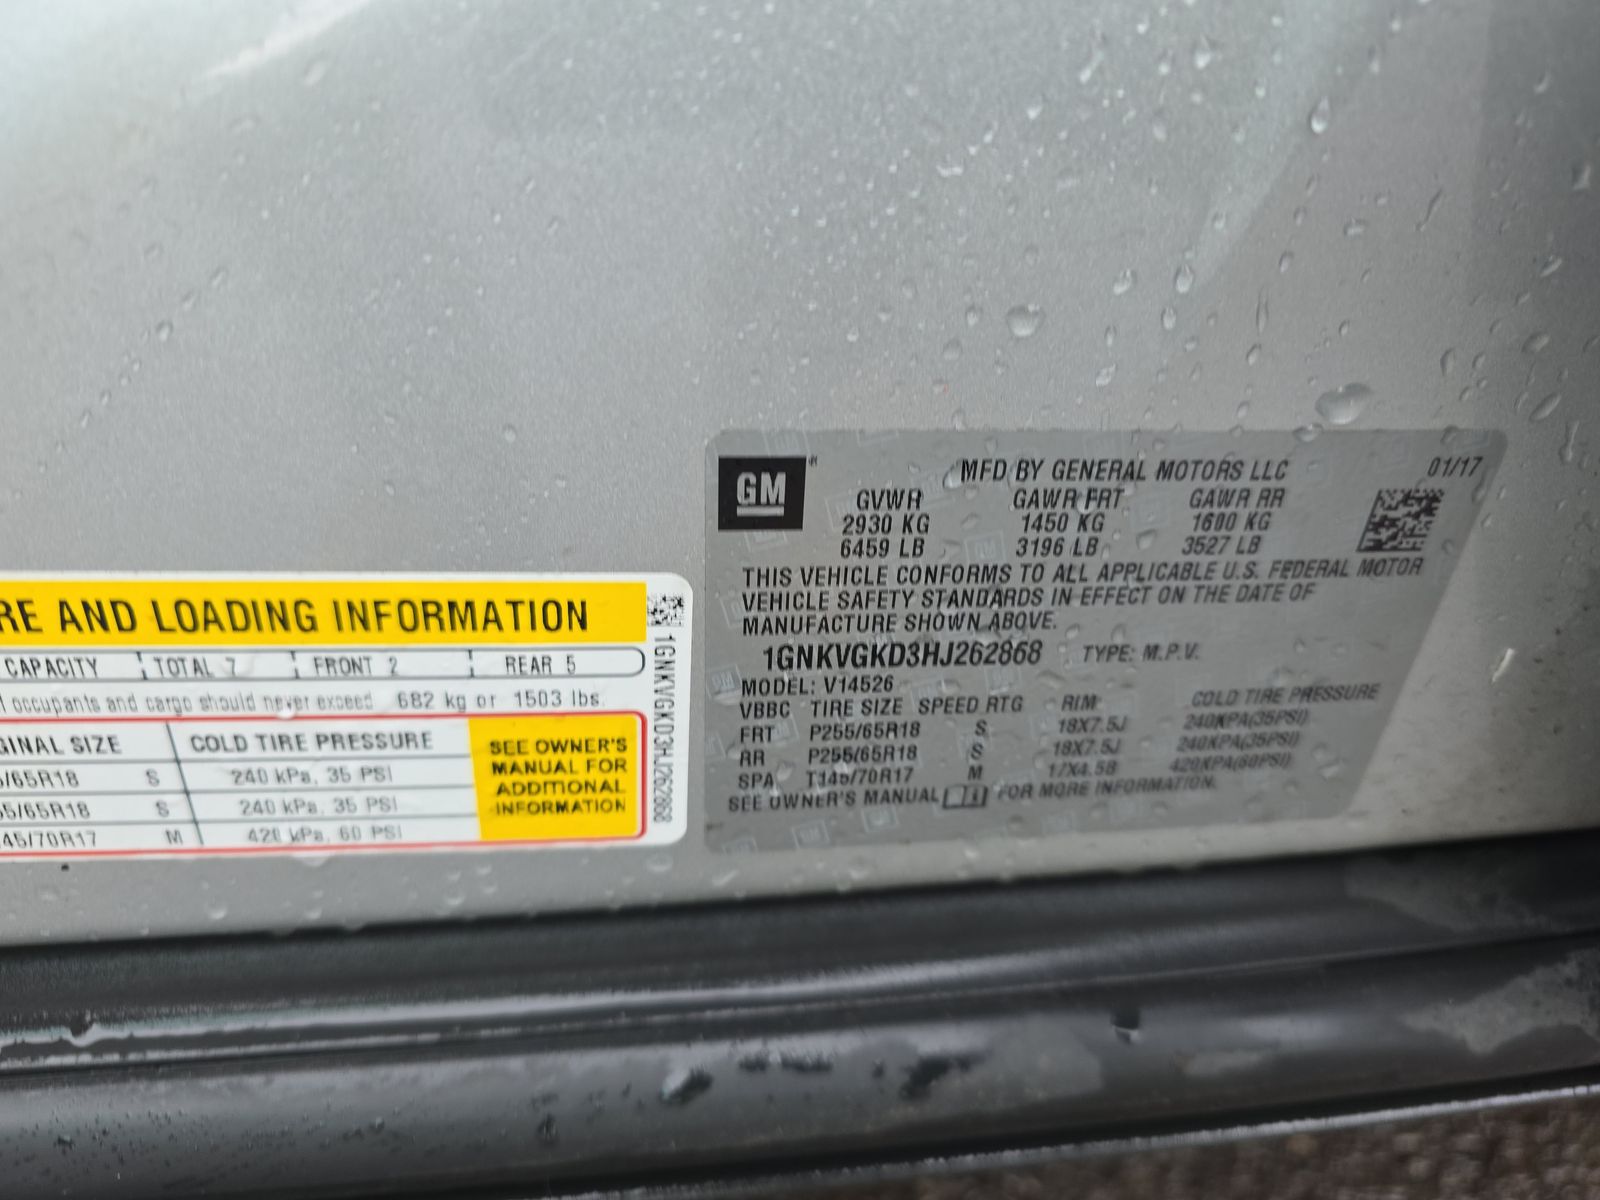 RE AND LOADING INFORMATION
CAPACITY TOTAL 7 FRONT 2 REAR 5
occupants and cargo should never exceed 682 kg or 1503 lbs.
GINAL SIZE COLD TIRE PRESSURE
/65R18 S 240 kPa, 35 PSI
55/65R18 S 240 kPa, 35 PSI
145/70R17 M 420 kPa, 60 PSI
SEE OWNER'S
MANUAL FOR
ADDITIONAL
INFORMATION
1GNKVGKD3HJ262868
GM
MFD BY GENERAL MOTORS LLC 01/17
GVWR GAWR FRT GAWR RR
2930 KG 1450 KG 1600 KG
6459 LB 3196 LB 3527 LB
THIS VEHICLE CONFORMS TO ALL APPLICABLE U.S. FEDERAL MOTOR
VEHICLE SAFETY STANDARDS IN EFFECT ON THE DATE OF
MANUFACTURE SHOWN ABOVE.
1GNKVGKD3HJ262868 TYPE: M.P.V.
MODEL: V14526
VBBC TIRE SIZE SPEED RTG RIM COLD TIRE PRESSURE
FRT P255/65R18 S 18X7.5J 240KPA(35PSI)
RR P255/65R18 S 18X7.5J 240KPA(35PSI)
SPA T145/70R17 M 17X4.5B 420KPA(60PSI)
SEE OWNER'S MANUAL FOR MORE INFORMATION.